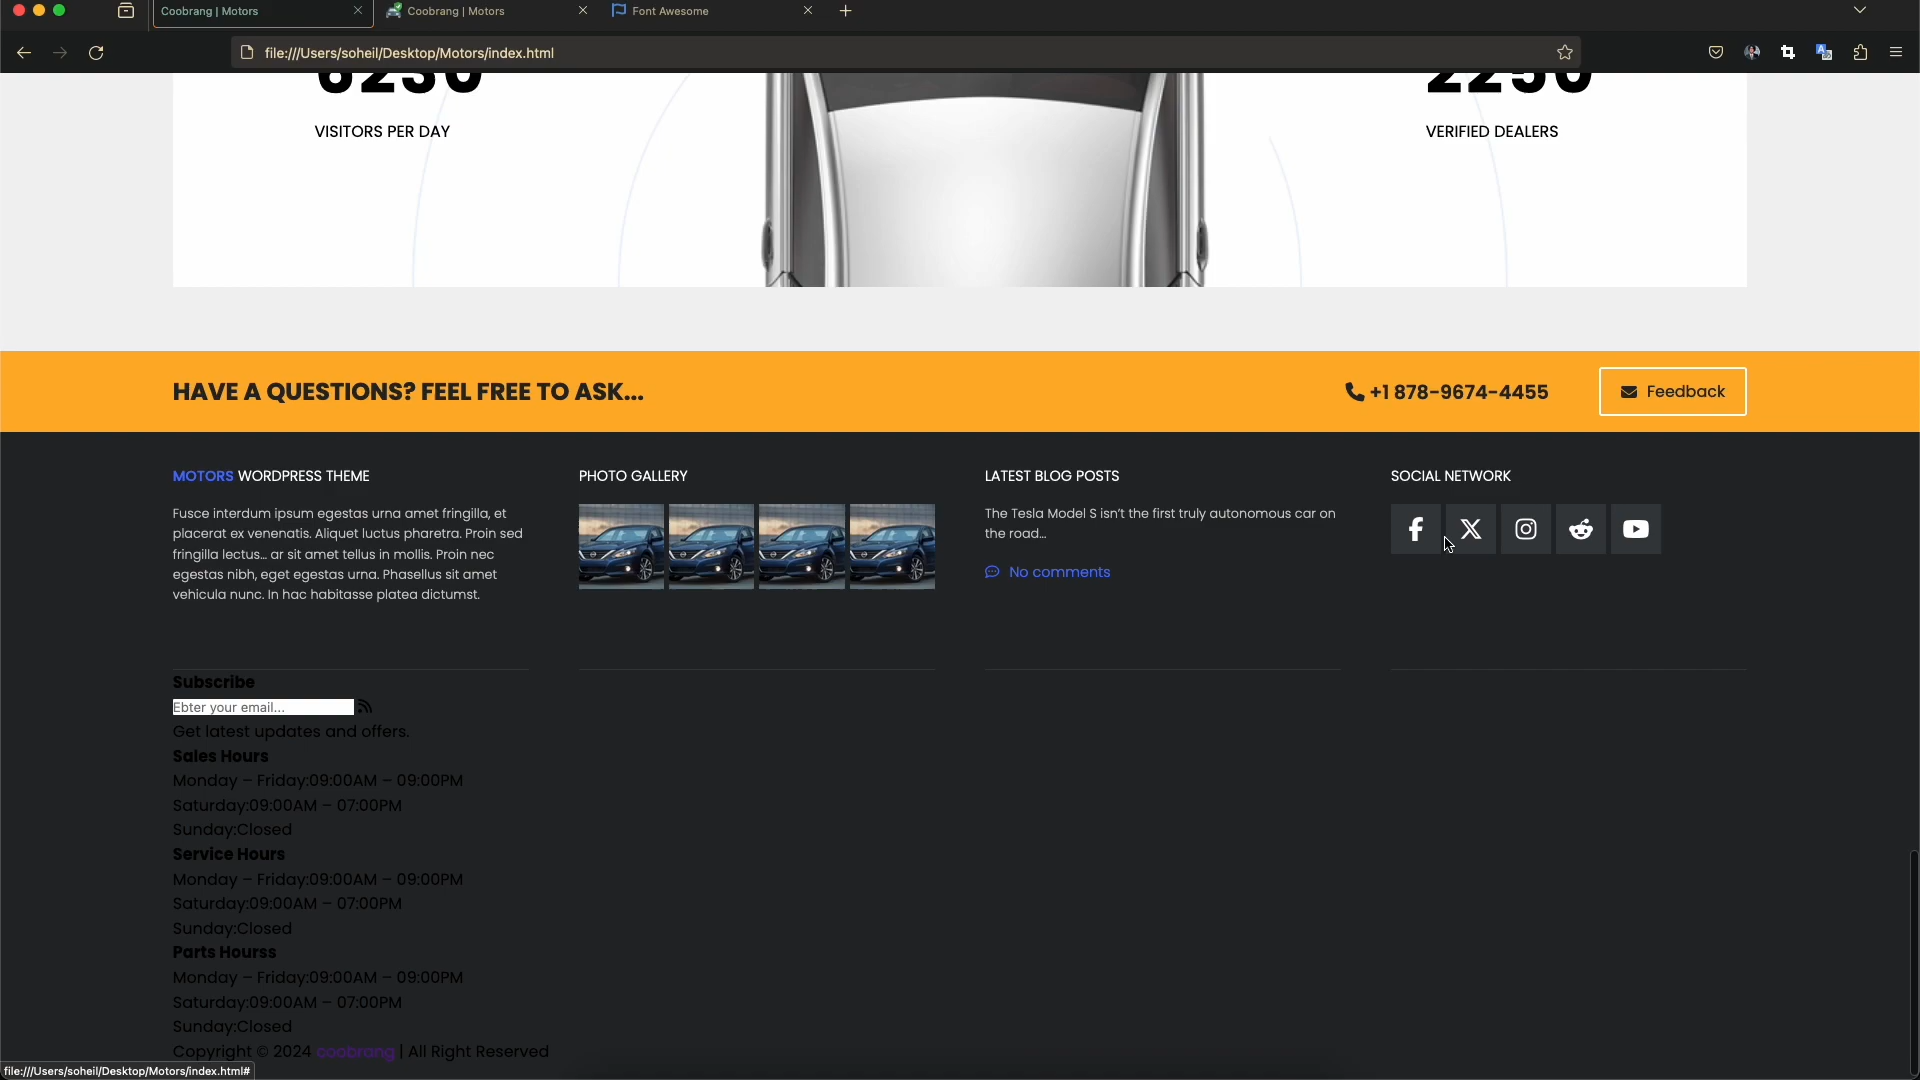 Coobrang | Motors
Coobrang | Motors
Font Awesome
file:///Users/soheil/Desktop/Motors/index.html
6230
2250
VISITORS PER DAY
VERIFIED DEALERS
HAVE A QUESTIONS? FEEL FREE TO ASK...
+1 878-9674-4455
Feedback
MOTORS WORDPRESS THEME
Fusce interdum ipsum egestas urna amet fringilla, et
placerat ex venenatis. Aliquet luctus pharetra. Proin sed
fringilla lectus... ar sit amet tellus in mollis. Proin nec
egestas nibh, eget egestas urna. Phasellus sit amet
vehicula nunc. In hac habitasse platea dictumst.
PHOTO GALLERY
LATEST BLOG POSTS
The Tesla Model S isn't the first truly autonomous car on
the road...
No comments
SOCIAL NETWORK
Subscribe
Ebter your email...
Get latest updates and offers.
Sales Hours
Monday – Friday:09:00AM – 09:00PM
Saturday:09:00AM – 07:00PM
Sunday:Closed
Service Hours
Monday – Friday:09:00AM – 09:00PM
Saturday:09:00AM – 07:00PM
Sunday:Closed
Parts Hourss
Monday – Friday:09:00AM – 09:00PM
Saturday:09:00AM – 07:00PM
Sunday:Closed
Copyright © 2024 coobrang | All Right Reserved
file:///Users/soheil/Desktop/Motors/index.html#